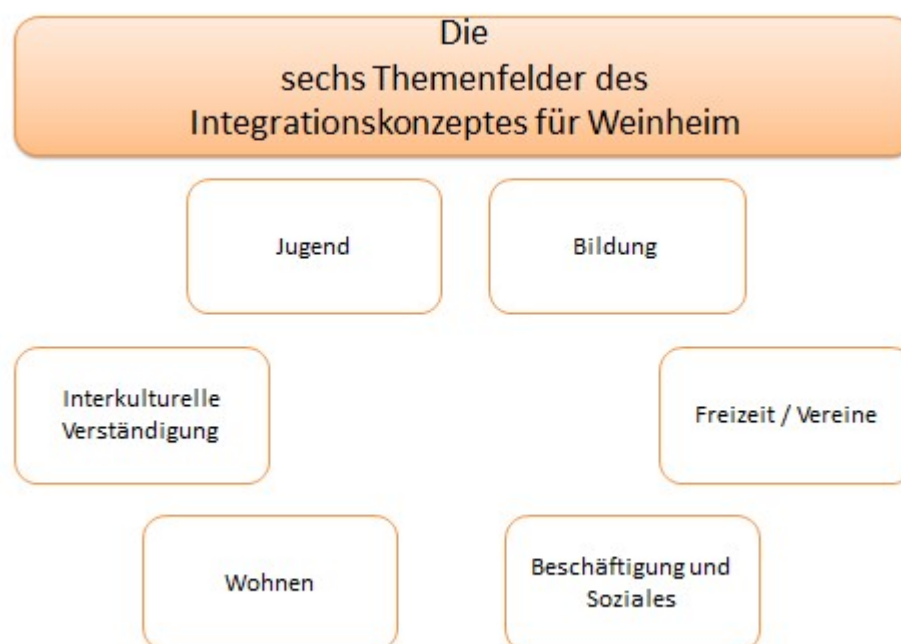 Die
sechs Themenfelder des
Integrationskonzeptes für Weinheim
Jugend
Bildung
Interkulturelle
Verständigung
Freizeit / Vereine
Wohnen
Beschäftigung und
Soziales